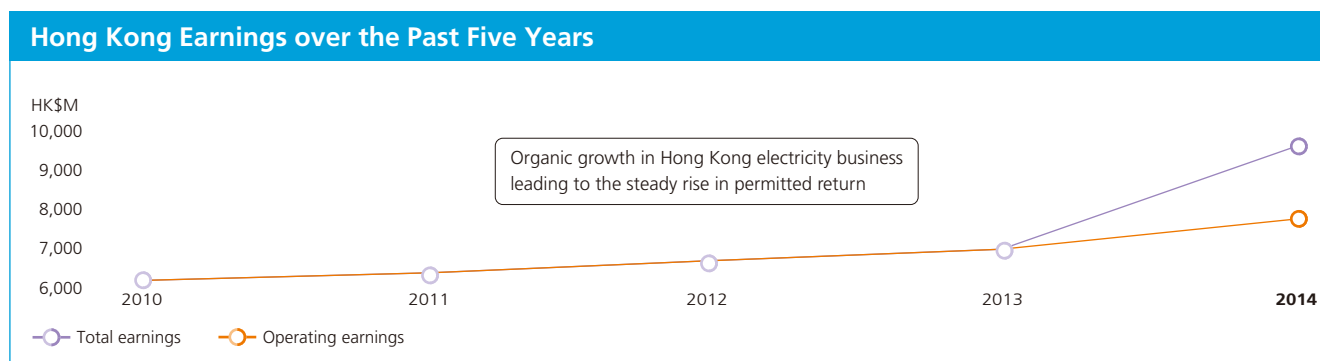 Hong Kong Earnings over the Past Five Years
HK$M
10,000
9,000
8,000
7,000
6,000
Organic growth in Hong Kong electricity business
leading to the steady rise in permitted return
2010 2011 2012 2013 2014
Total earnings Operating earnings